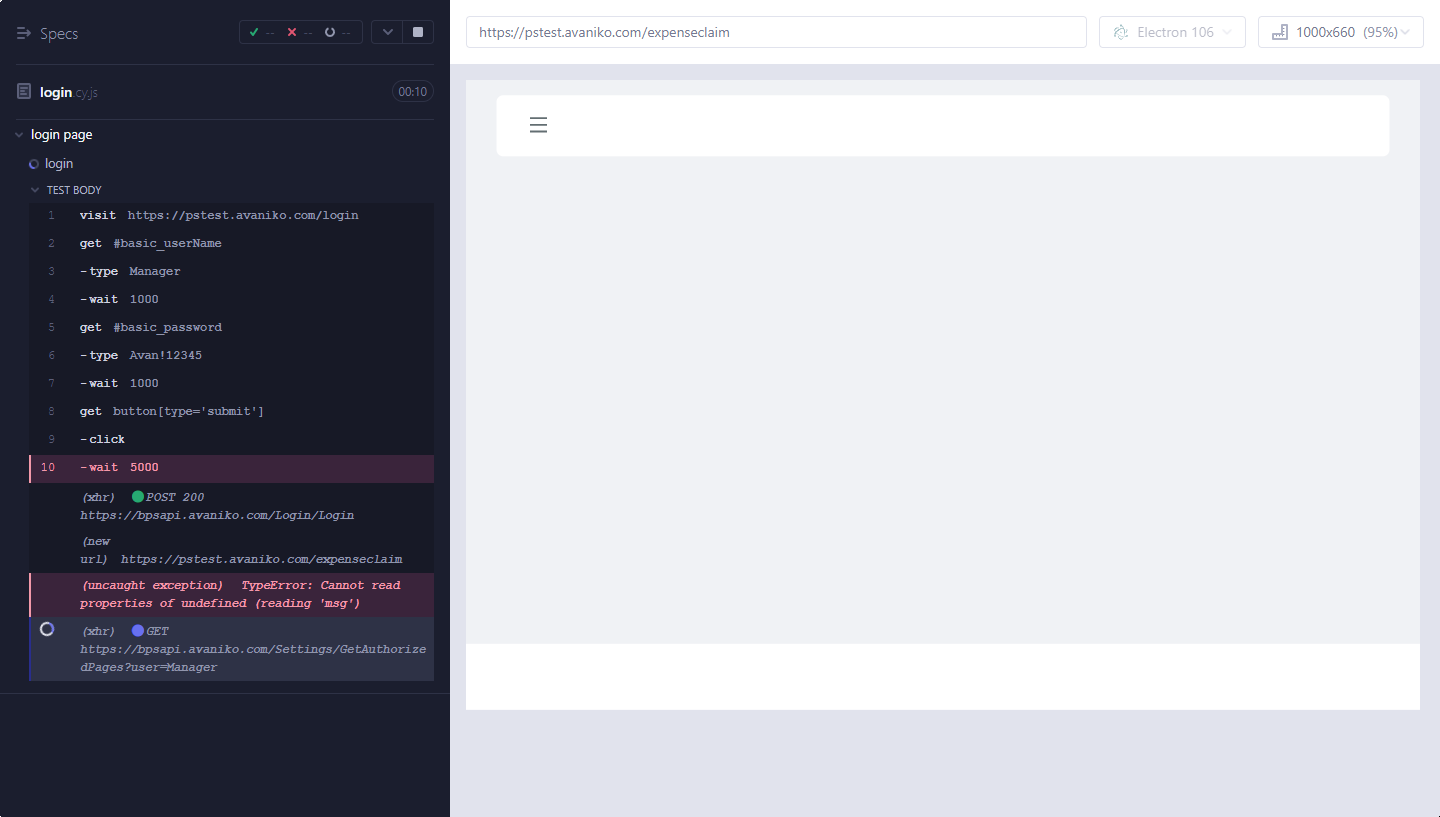 Specs
-- -- --
login.cy.js 00:10
login page
login
TEST BODY
1 visit https://pstest.avaniko.com/login
2 get #basic_userName
3 -type Manager
4 -wait 1000
5 get #basic_password
6 -type Avan!12345
7 -wait 1000
8 get button[type='submit']
9 -click
10 -wait 5000
(xhr) POST 200
https://bpsapi.avaniko.com/Login/Login
(new
url) https://pstest.avaniko.com/expenseclaim
(uncaught exception) TypeError: Cannot read
properties of undefined (reading 'msg')
(xhr) GET
https://bpsapi.avaniko.com/Settings/GetAuthorize
dPages?user=Manager
https://pstest.avaniko.com/expenseclaim
Electron 106
1000x660 (95%)